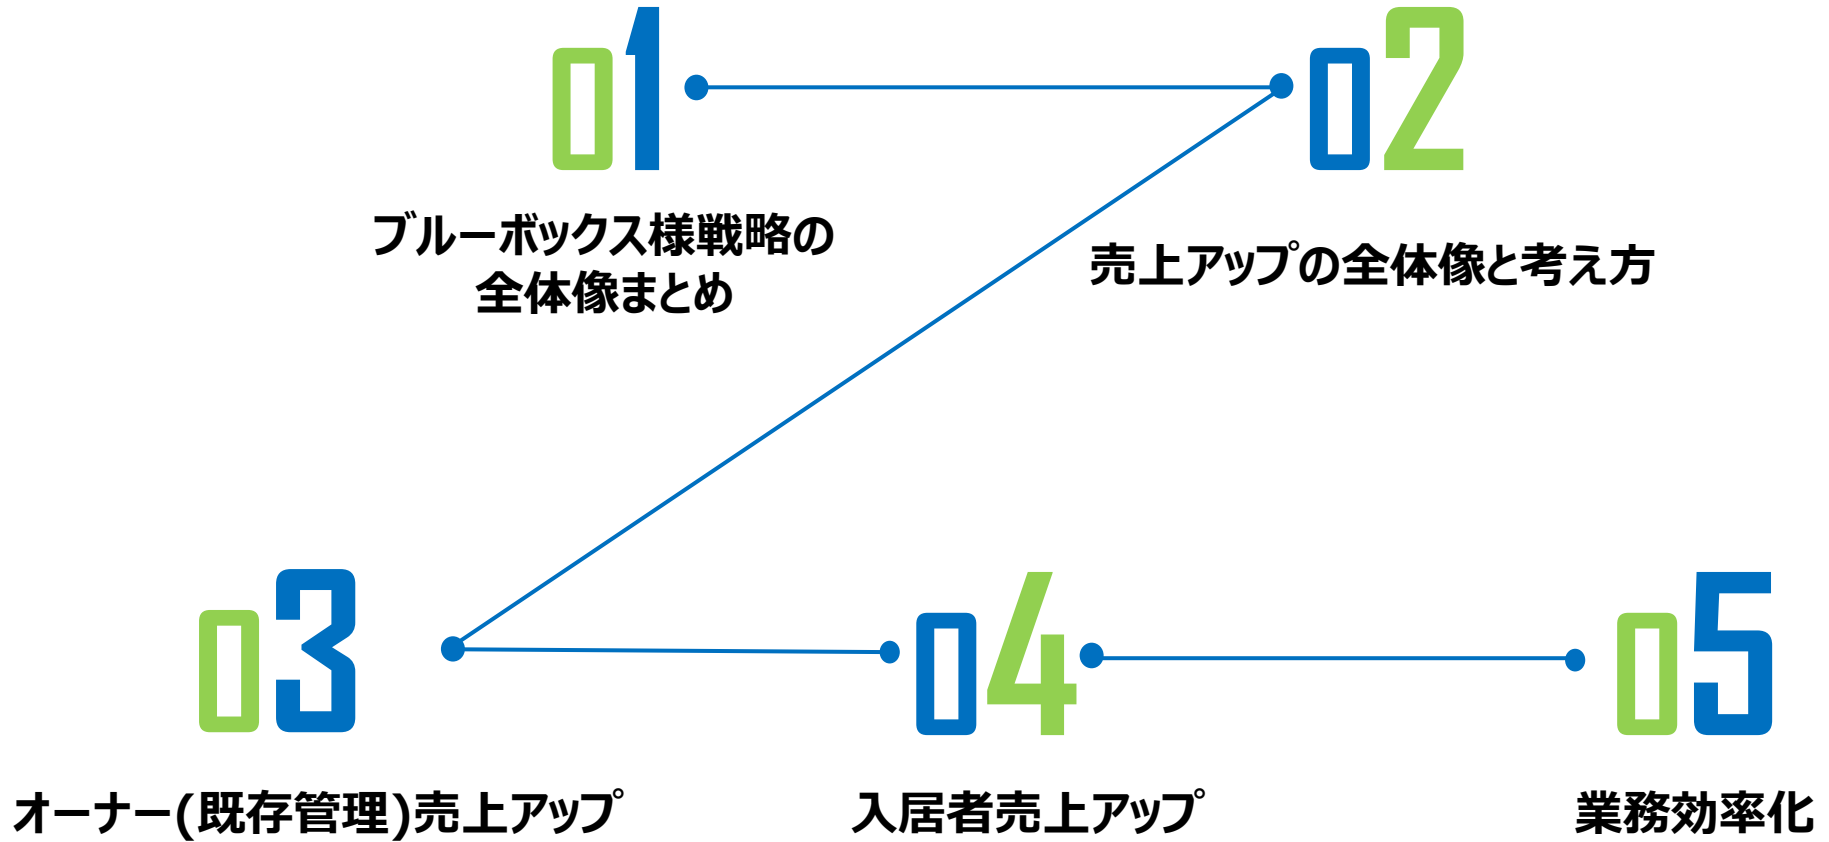 01
ブルーボックス様戦略の
全体像まとめ
02
売上アップの全体像と考え方
03
オーナー(既存管理)売上アップ
04
入居者売上アップ
05
業務効率化